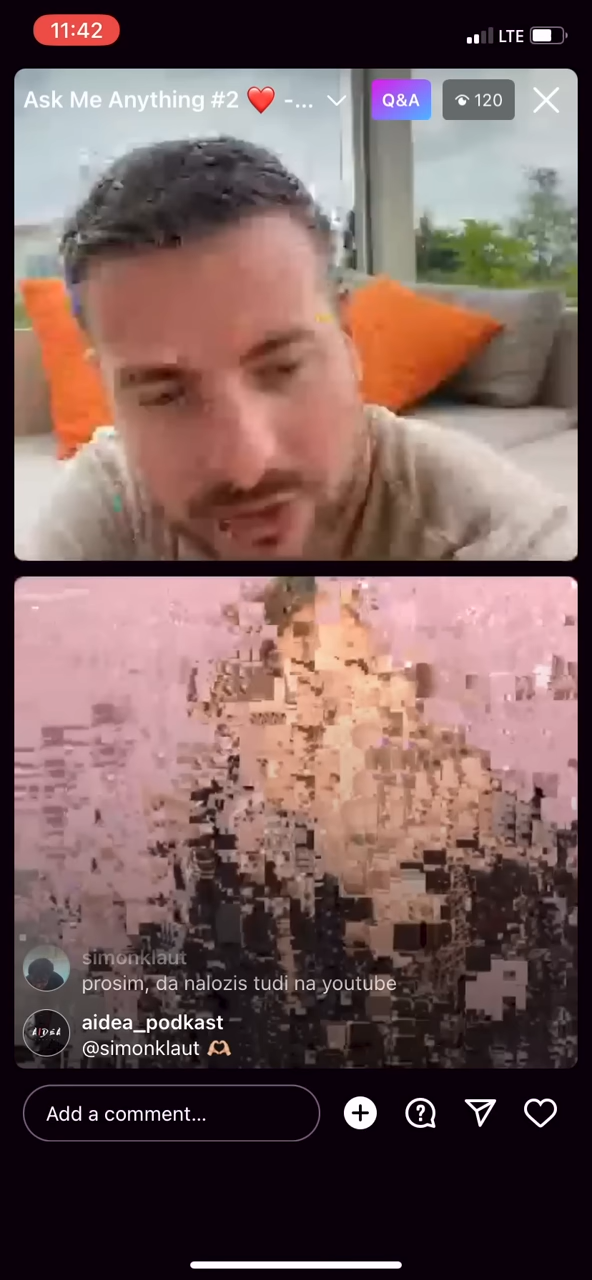 11:42
LTE
Ask Me Anything #2 ❤️ -...
Q&A
120
simonklaut
prosim, da nalozis tudi na youtube
AIDEA
aidea_podkast
@simonklaut 🫶🏼
Add a comment...